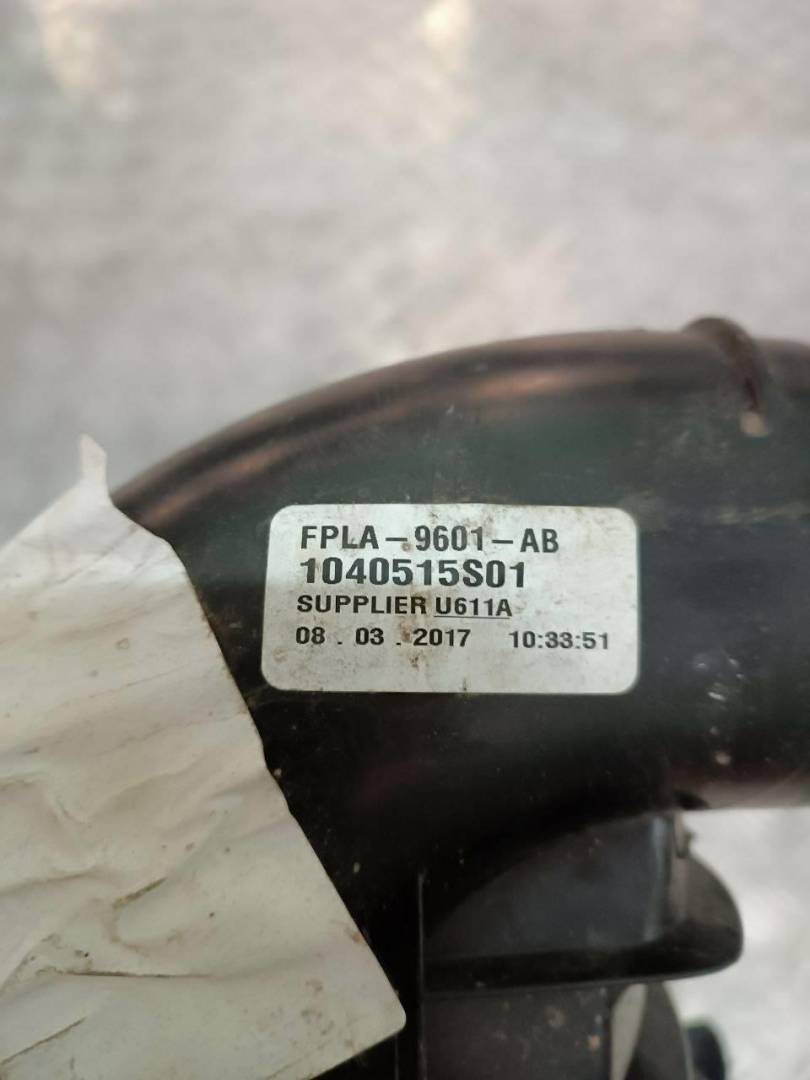 FPLA-9601-AB
1040515S01
SUPPLIER U611A
08 . 03 . 2017 10:33:51